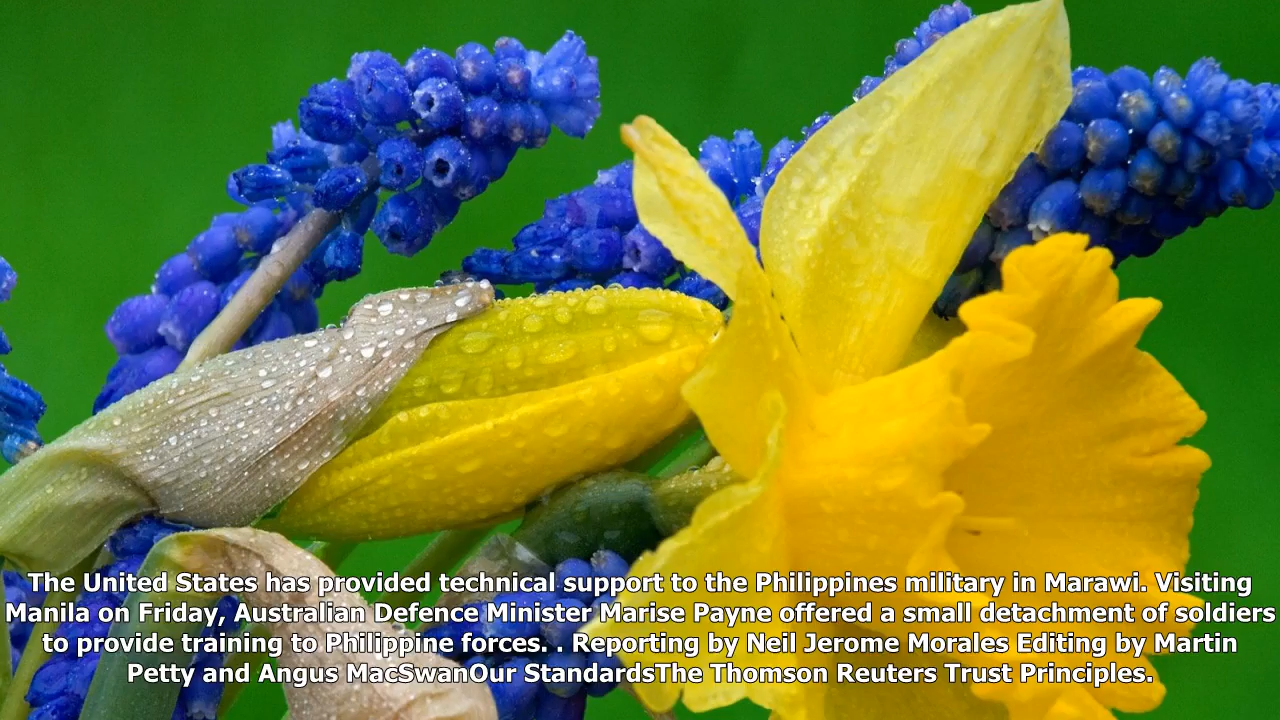 The United States has provided technical support to the Philippines military in Marawi. Visiting
Manila on Friday, Australian Defence Minister Marise Payne offered a small detachment of soldiers
to provide training to Philippine forces. . Reporting by Neil Jerome Morales Editing by Martin
Petty and Angus MacSwanOur StandardsThe Thomson Reuters Trust Principles.